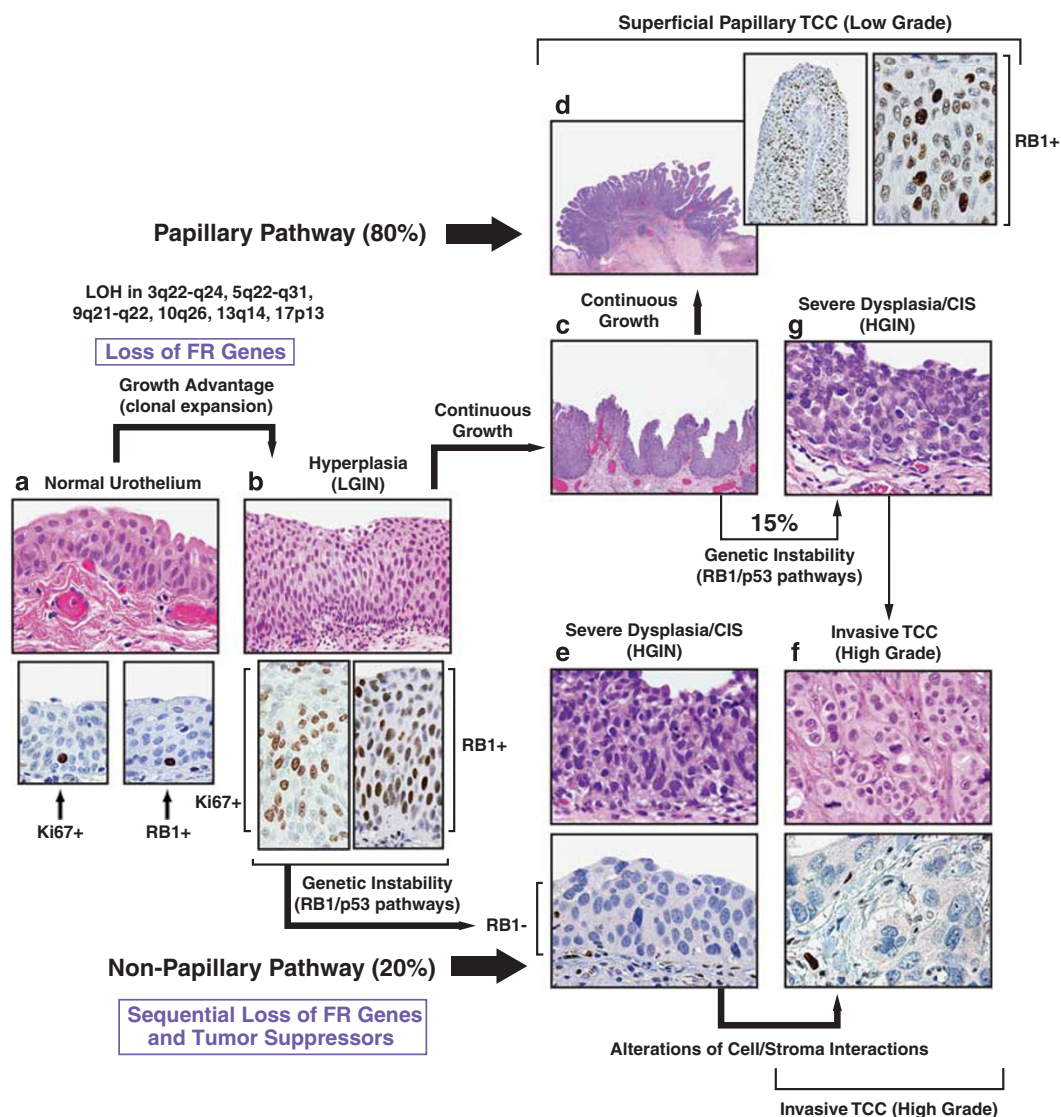 Superficial Papillary TCC (Low Grade)
d
RB1+
Papillary Pathway (80%)
LOH in 3q22-q24, 5q22-q31,
9q21-q22, 10q26, 13q14, 17p13
Loss of FR Genes
Growth Advantage
(clonal expansion)
Continuous
Growth
Continuous
Growth
c
Severe Dysplasia/CIS
(HGIN)
g
a
Normal Urothelium
b
Hyperplasia
(LGIN)
15%
Genetic Instability
(RB1/p53 pathways)
Ki67+
RB1+
Ki67+
RB1+
Severe Dysplasia/CIS
(HGIN)
e
Invasive TCC
(High Grade)
f
Genetic Instability
(RB1/p53 pathways)
RB1-
Non-Papillary Pathway (20%)
Sequential Loss of FR Genes
and Tumor Suppressors
Alterations of Cell/Stroma Interactions
Invasive TCC (High Grade)